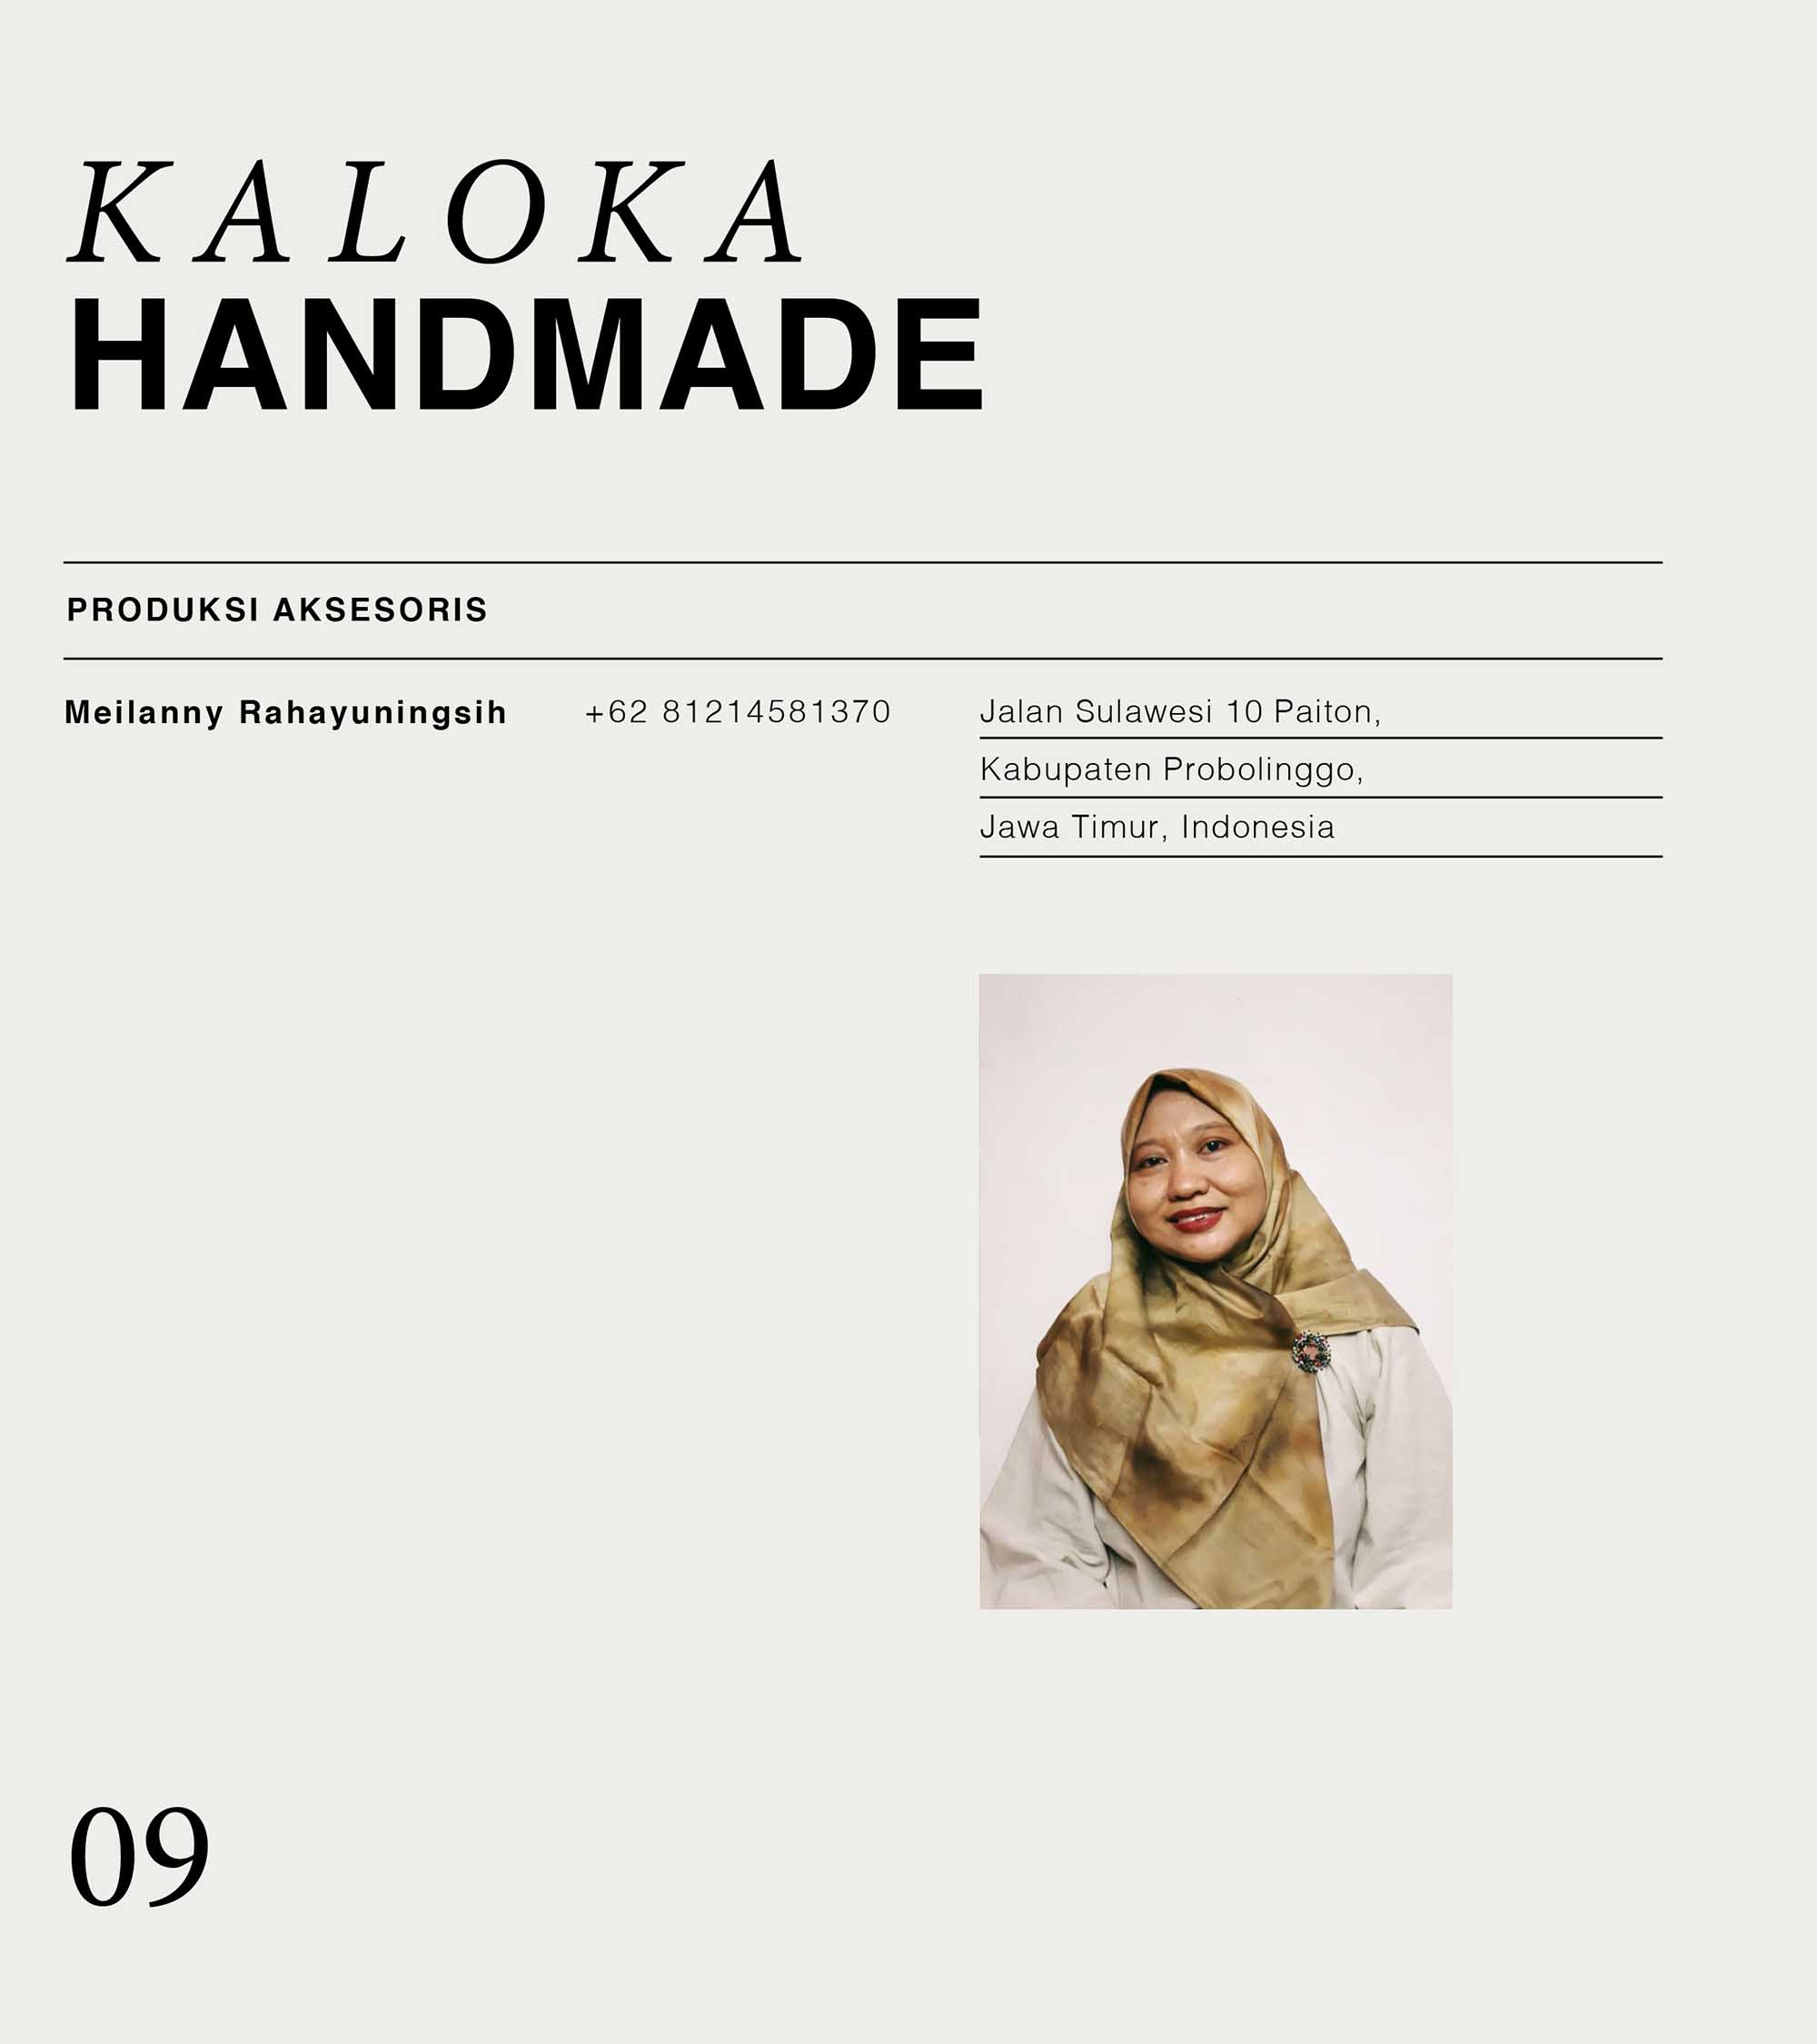 KALOKA
HANDMADE
PRODUKSI AKSESORIS
Meilanny Rahayuningsih
+62 81214581370
Jalan Sulawesi 10 Paiton,
Kabupaten Probolinggo,
Jawa Timur, Indonesia
09